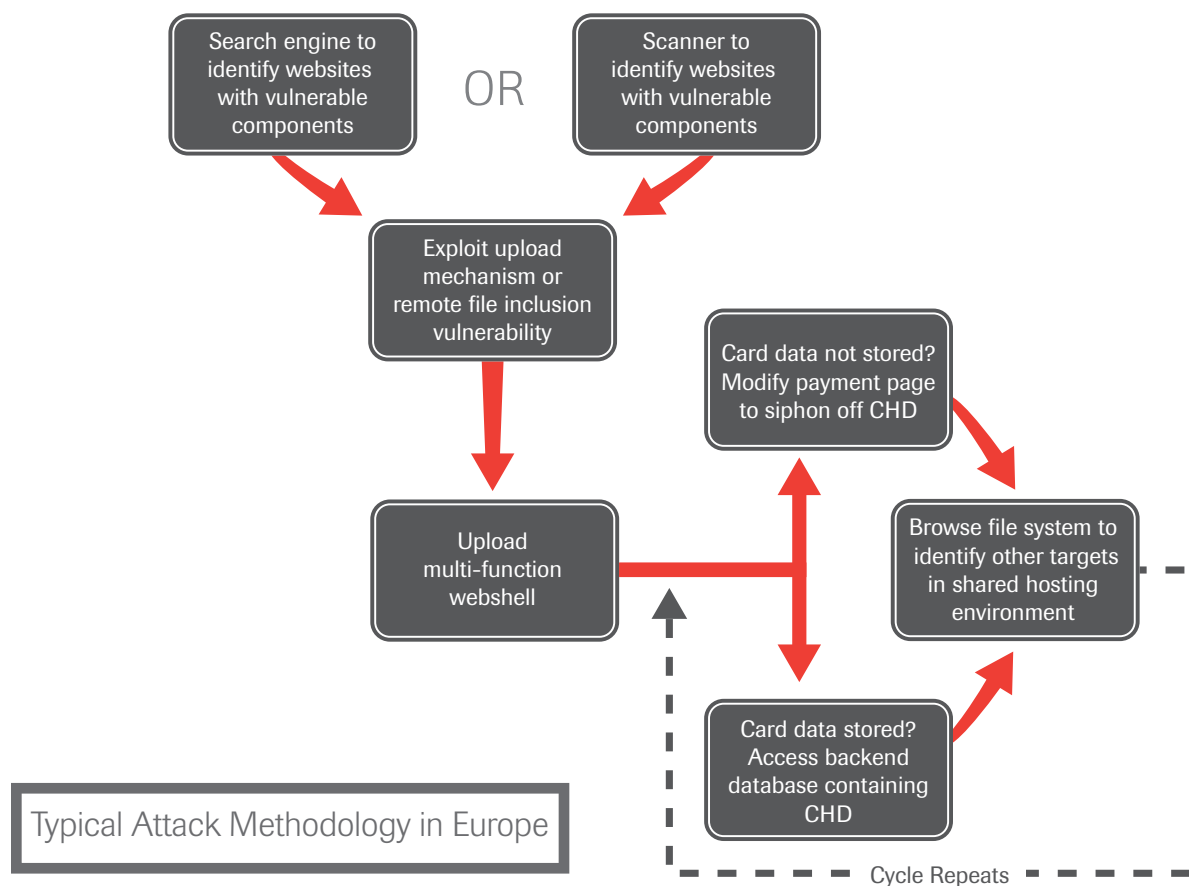 Search engine to
identify websites
with vulnerable
components
OR
Scanner to
identify websites
with vulnerable
components
Exploit upload
mechanism or
remote file inclusion
vulnerability
Upload
multi-function
webshell
Card data not stored?
Modify payment page
to siphon off CHD
Card data stored?
Access backend
database containing
CHD
Browse file system to
identify other targets
in shared hosting
environment
Cycle Repeats
Typical Attack Methodology in Europe